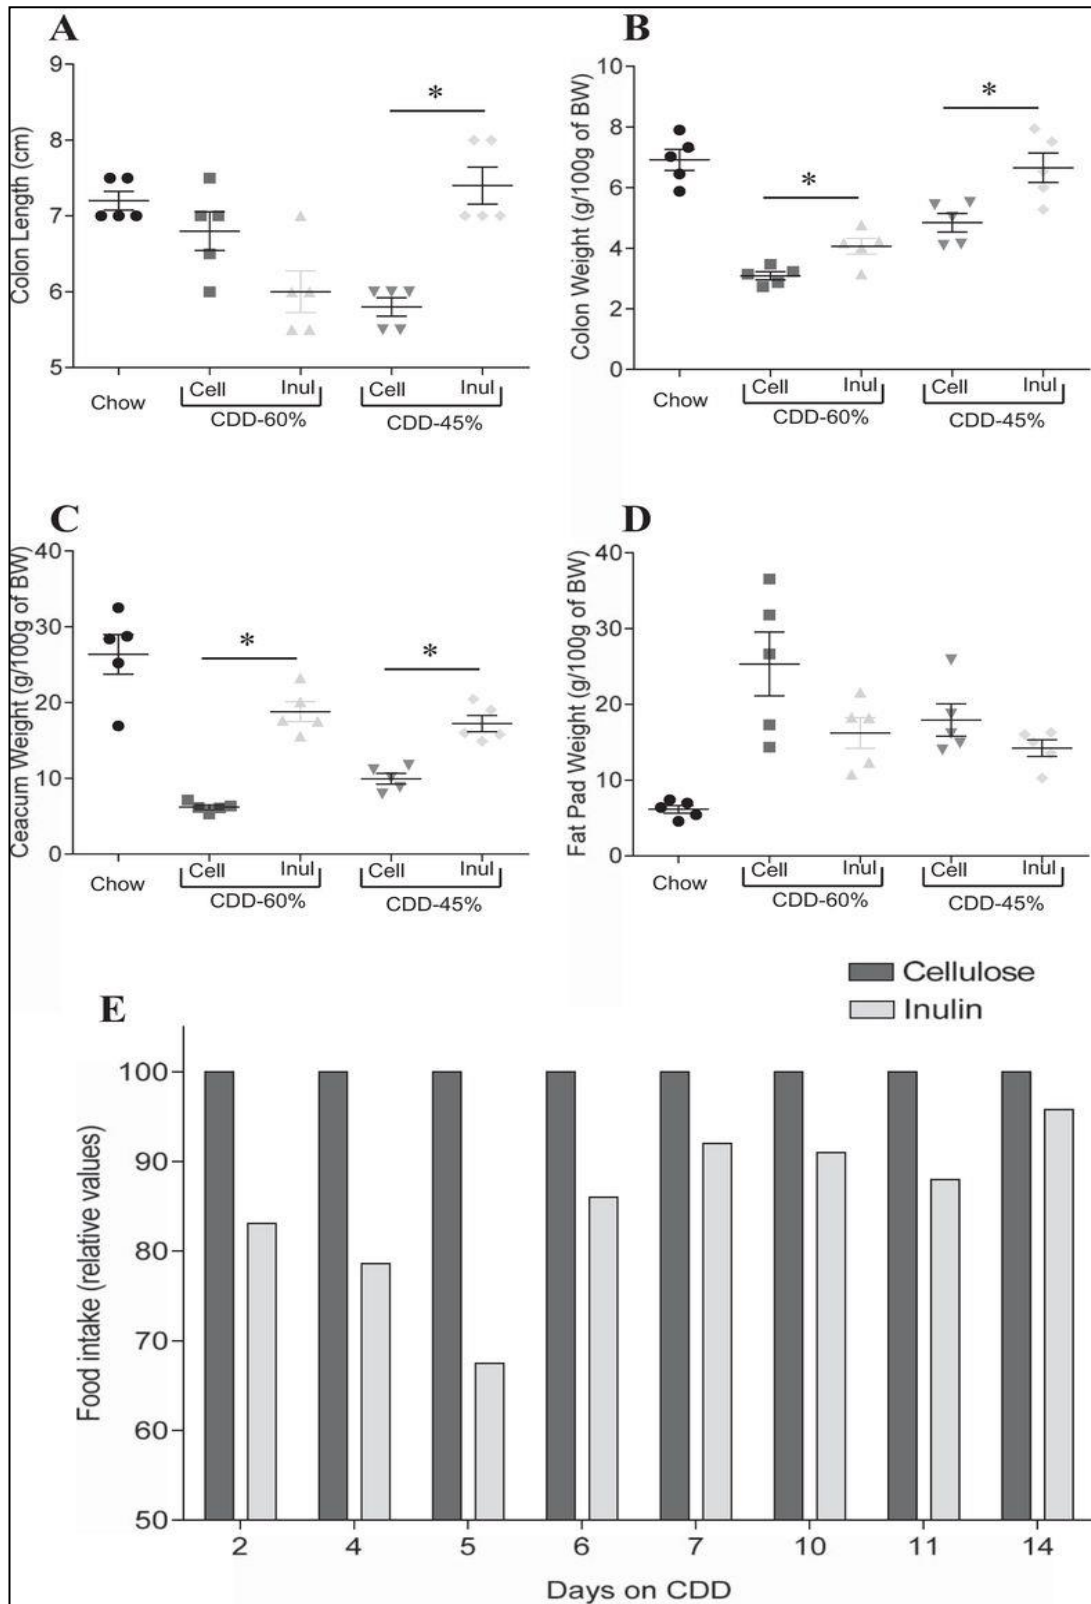 A
Colon Length (cm)
9
8
7
6
5
*
Chow
Cell
Inul
Cell
Inul
CDD-60%
CDD-45%
B
Colon Weight (g/100g of BW)
10
8
6
4
2
0
*
*
Chow
Cell
Inul
Cell
Inul
CDD-60%
CDD-45%
C
Ceacum Weight (g/100g of BW)
40
30
20
10
0
*
*
Chow
Cell
Inul
Cell
Inul
CDD-60%
CDD-45%
D
Fat Pad Weight (g/100g of BW)
40
30
20
10
0
Chow
Cell
Inul
Cell
Inul
CDD-60%
CDD-45%
E
Cellulose
Inulin
Food intake (relative values)
100
90
80
70
60
50
2 4 5 6 7 10 11 14
Days on CDD